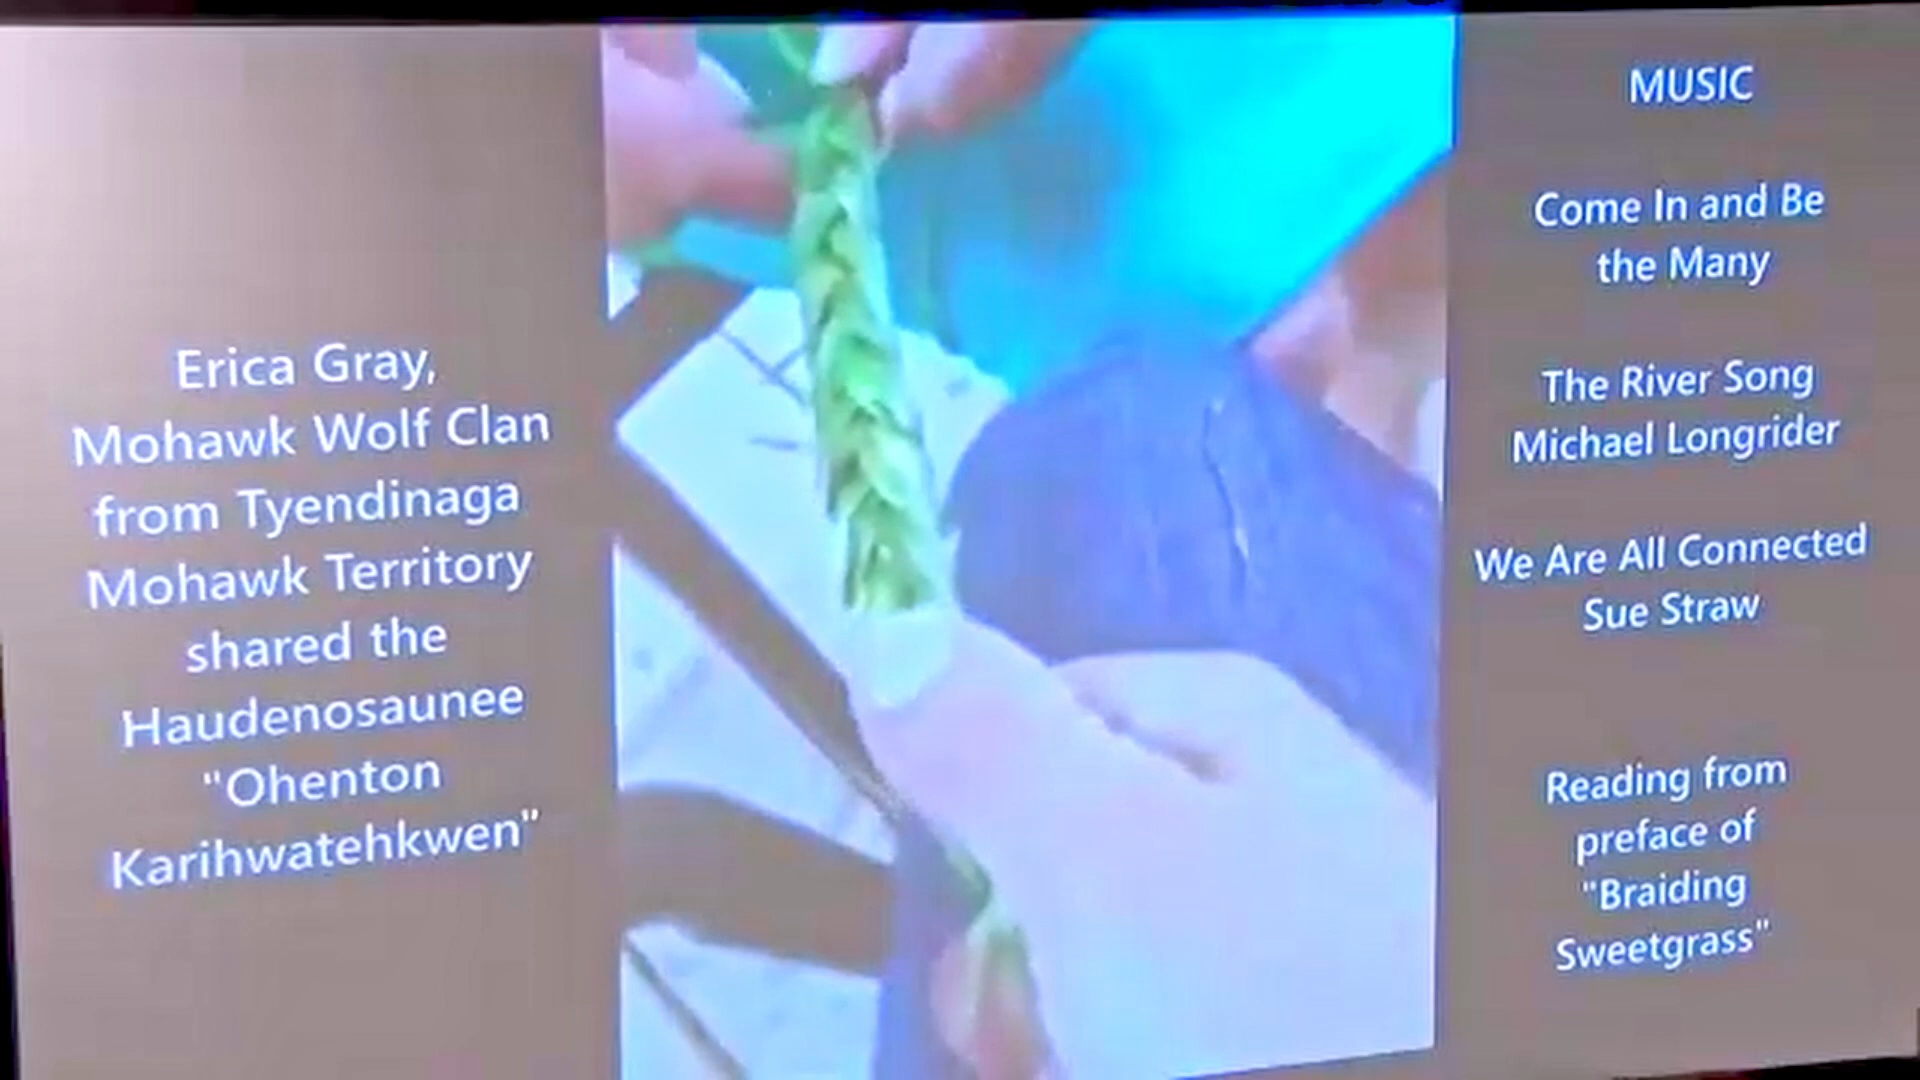 Erica Gray,
Mohawk Wolf Clan
from Tyendinaga
Mohawk Territory
shared the
Haudenosaunee
"Ohenton
Karihwatehkwen"
MUSIC
Come In and Be
the Many
The River Song
Michael Longrider
We Are All Connected
Sue Straw
Reading from
preface of
"Braiding
Sweetgrass"